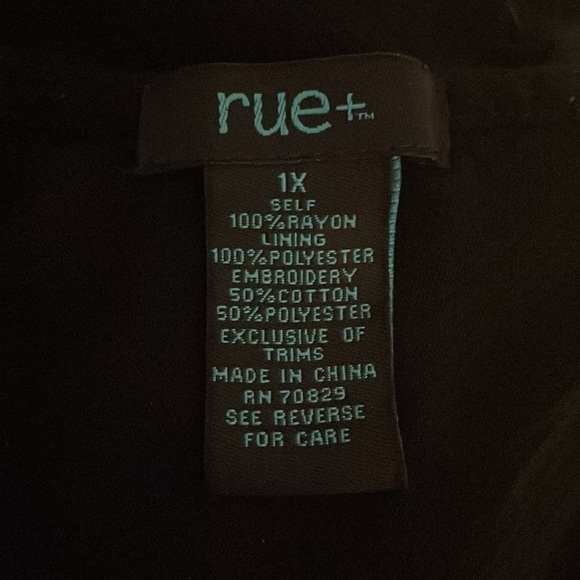 rue+™
1X
SELF
100%RAYON
LINING
100%POLYESTER
EMBROIDERY
50%COTTON
50%POLYESTER
EXCLUSIVE OF
TRIMS
MADE IN CHINA
RN 70829
SEE REVERSE
FOR CARE